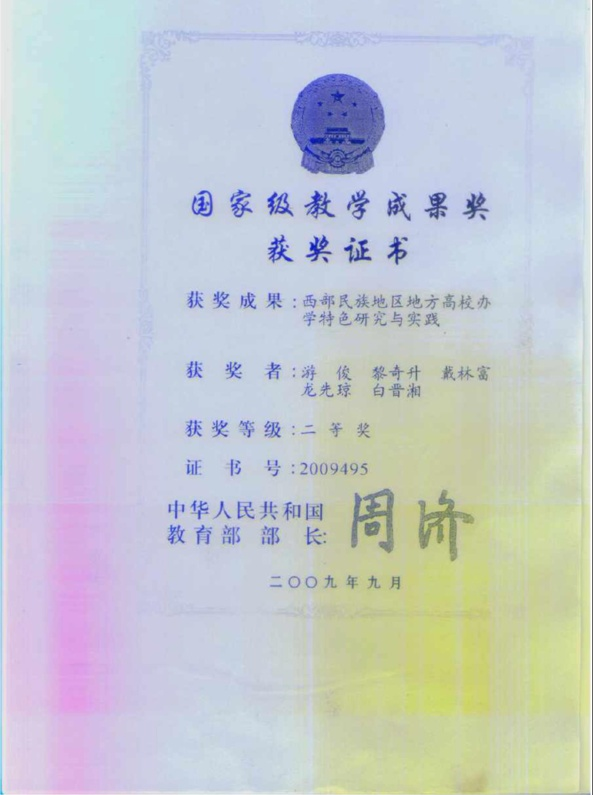 国家级教学成果奖
获奖证书
获奖成果:西部民族地区地方高校办
学特色研究与实践
获奖者:游俊 黎奇升 戴林富
龙先琼 白晋湘
获奖等级:二等奖
证书号:2009495
中华人民共和国
教育部部长: 周济
二〇〇九年九月